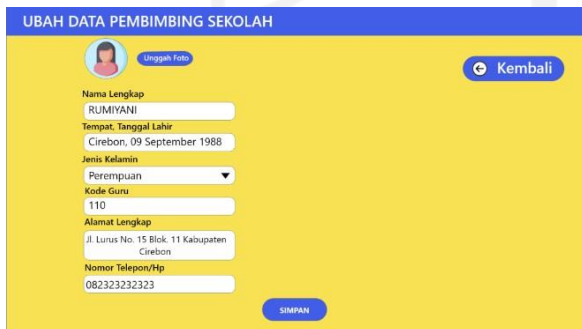 UBAH DATA PEMBIMBING SEKOLAH
Unggah Foto
Kembali
Nama Lengkap
RUMIYANI
Tempat, Tanggal Lahir
Cirebon, 09 September 1988
Jenis Kelamin
Perempuan
Kode Guru
110
Alamat Lengkap
Jl. Lurus No. 15 Blok. 11 Kabupaten
Cirebon
Nomor Telepon/Hp
082323232323
SIMPAN